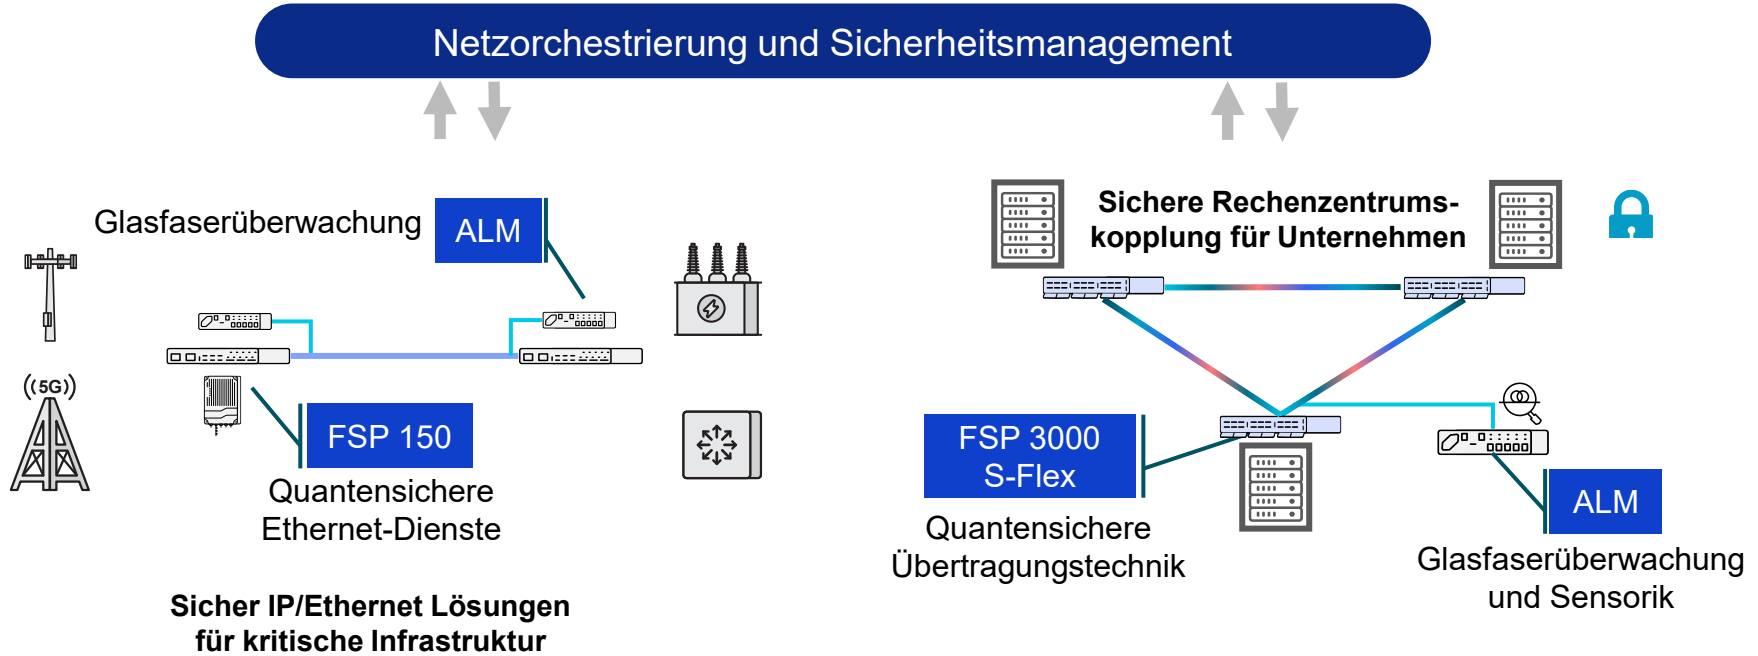 Netzorchestrierung und Sicherheitsmanagement
Glasfaserüberwachung
ALM
((5G))
FSP 150
Quantensichere
Ethernet-Dienste
Sicher IP/Ethernet Lösungen
für kritische Infrastruktur
Sichere Rechenzentrums-
kopplung für Unternehmen
FSP 3000
S-Flex
Quantensichere
Übertragungstechnik
ALM
Glasfaserüberwachung
und Sensorik